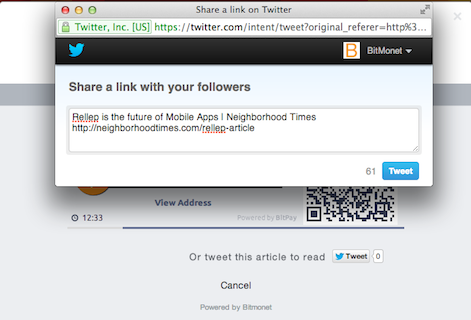 Share a link on Twitter
Twitter, Inc. [US] https://twitter.com/intent/tweet?original_referer=http%3...
BitMonet
Share a link with your followers
Rellep is the future of Mobile Apps | Neighborhood Times
http://neighborhoodtimes.com/rellep-article
61 Tweet
View Address
12:33 Powered by BitPay
Or tweet this article to read Tweet 0
Cancel
Powered by Bitmonet